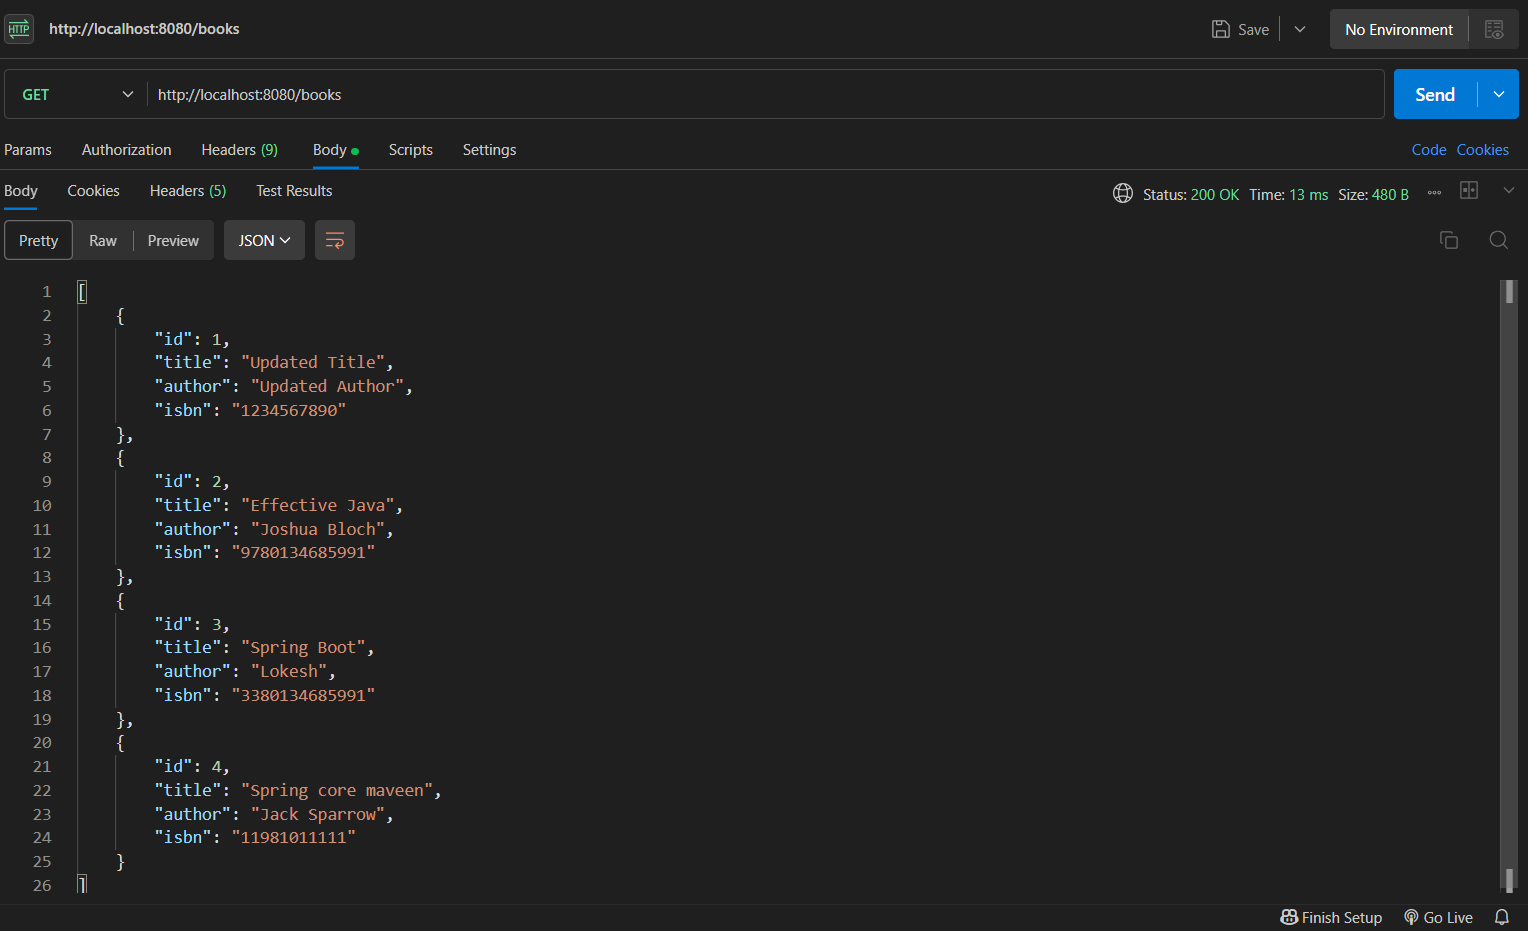 HTTP http://localhost:8080/books Save No Environment
GET http://localhost:8080/books Send
Params Authorization Headers (9) Body Scripts Settings Code Cookies
Body Cookies Headers (5) Test Results Status: 200 OK Time: 13 ms Size: 480 B
Pretty Raw Preview JSON
1 [
2 {
3 "id": 1,
4 "title": "Updated Title",
5 "author": "Updated Author",
6 "isbn": "1234567890"
7 },
8 {
9 "id": 2,
10 "title": "Effective Java",
11 "author": "Joshua Bloch",
12 "isbn": "9780134685991"
13 },
14 {
15 "id": 3,
16 "title": "Spring Boot",
17 "author": "Lokesh",
18 "isbn": "3380134685991"
19 },
20 {
21 "id": 4,
22 "title": "Spring core maveen",
23 "author": "Jack Sparrow",
24 "isbn": "11981011111"
25 }
26 ]
Finish Setup Go Live